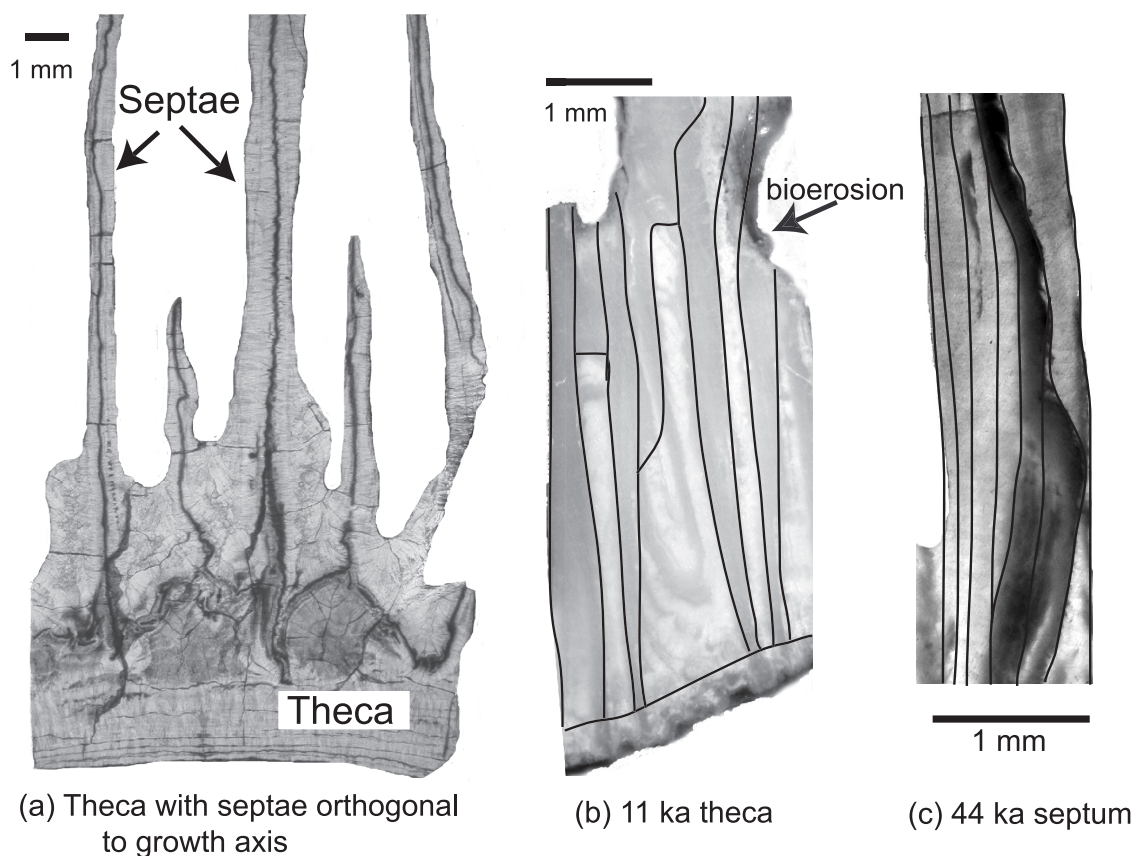 1 mm
Septae
Theca
(a) Theca with septae orthogonal
to growth axis
1 mm
bioerosion
(b) 11 ka theca
1 mm
(c) 44 ka septum